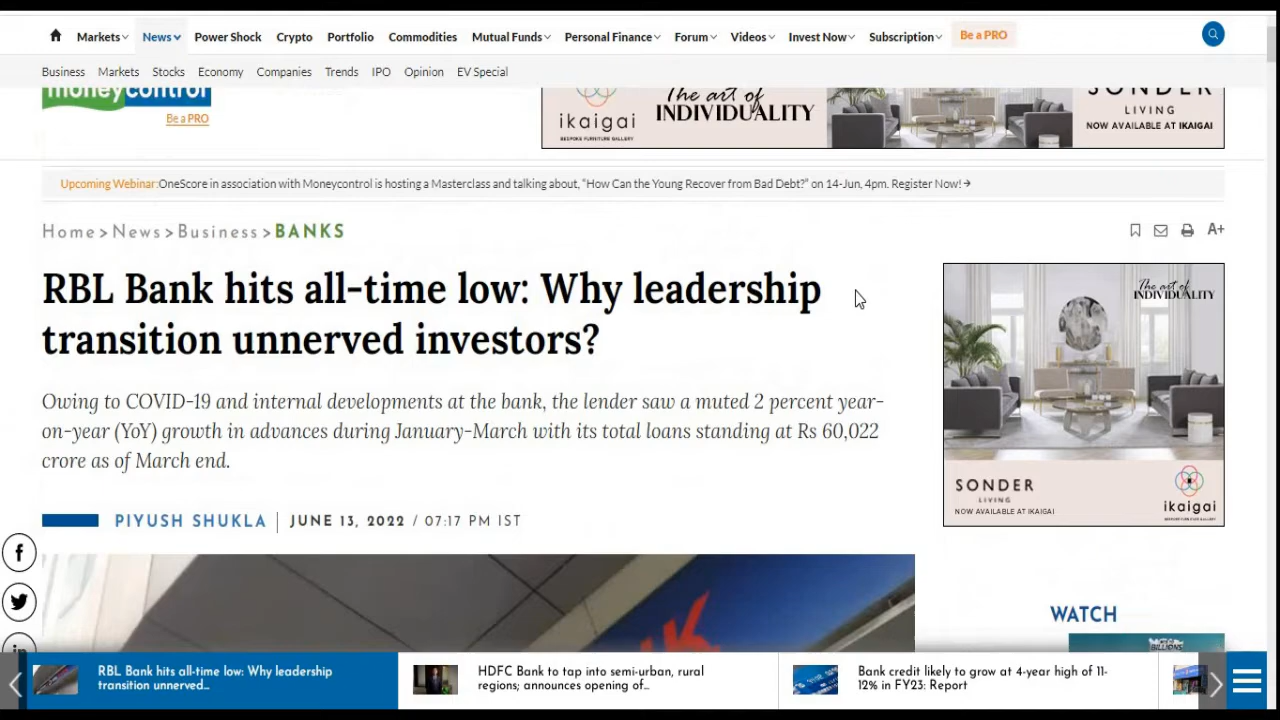 Markets News Power Shock Crypto Portfolio Commodities Mutual Funds Personal Finance Forum Videos Invest Now Subscription Be a PRO
Business Markets Stocks Economy Companies Trends IPO Opinion EV Special
moneycontrol
Be a PRO
ikaigai
BESPOKE FURNITURE GALLERY
The art of
INDIVIDUALITY
SONDER
LIVING
NOW AVAILABLE AT IKAIGAI
Upcoming Webinar:OneScore in association with Moneycontrol is hosting a Masterclass and talking about, "How Can the Young Recover from Bad Debt?" on 14-Jun, 4pm. Register Now!
Home > News > Business > BANKS
A+
RBL Bank hits all-time low: Why leadership
transition unnerved investors?
Owing to COVID-19 and internal developments at the bank, the lender saw a muted 2 percent year-
on-year (YoY) growth in advances during January-March with its total loans standing at Rs 60,022
crore as of March end.
PIYUSH SHUKLA | JUNE 13, 2022 / 07:17 PM IST
The art of
INDIVIDUALITY
SONDER
LIVING
NOW AVAILABLE AT IKAIGAI
ikaigai
WATCH
RBL Bank hits all-time low: Why leadership
transition unnerved...
HDFC Bank to tap into semi-urban, rural
regions; announces opening of...
Bank credit likely to grow at 4-year high of 11-
12% in FY23: Report